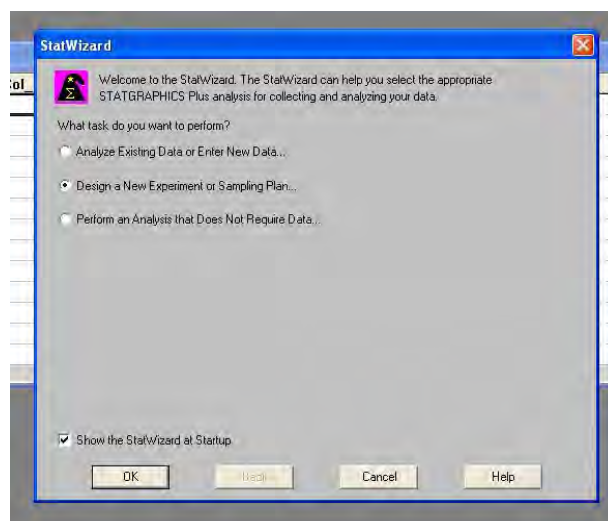 StatWizard
Col
Welcome to the StatWizard. The StatWizard can help you select the appropriate
STATGRAPHICS Plus analysis for collecting and analyzing your data.
What task do you want to perform?
Analyze Existing Data or Enter New Data...
Design a New Experiment or Sampling Plan...
Perform an Analysis that Does Not Require Data...
Show the StatWizard at Startup
OK
Cancel
Help